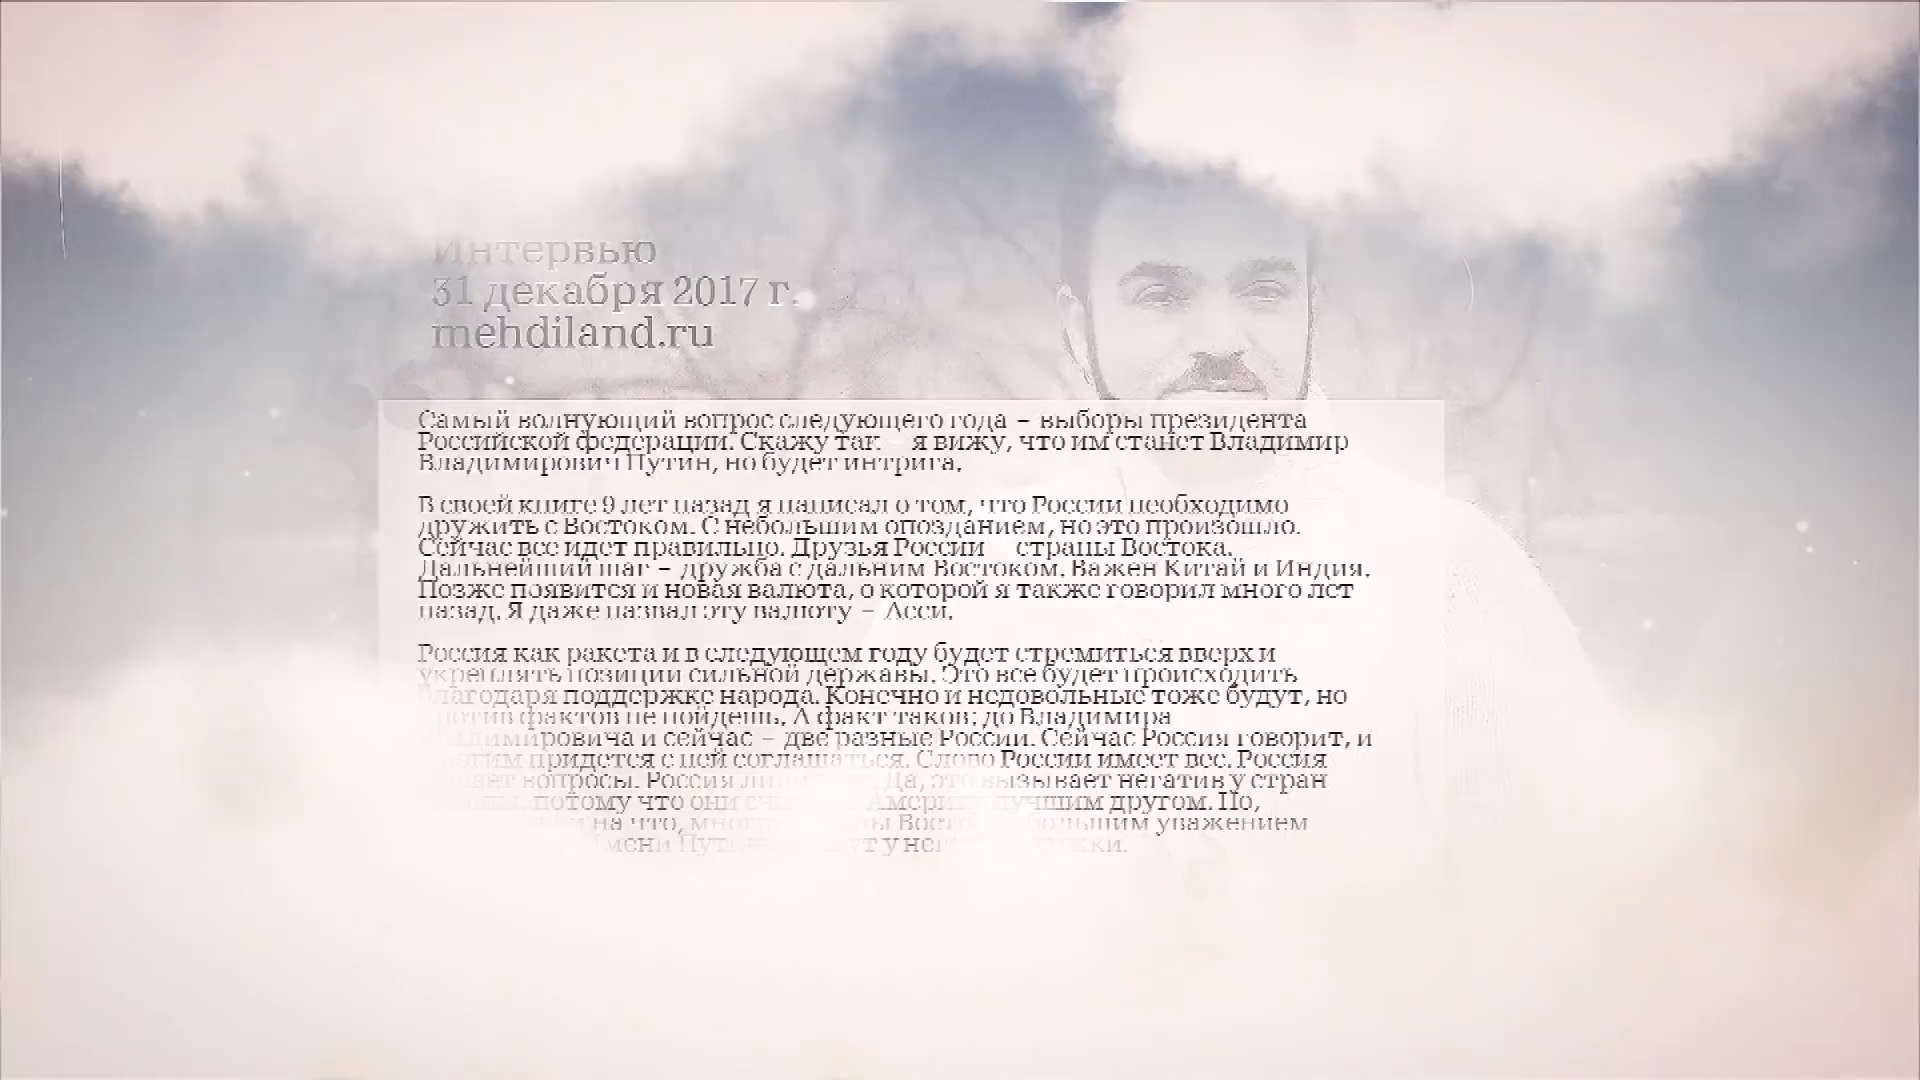 Интервью
31 декабря 2017 г.
mehdiland.ru
Самый волнующий вопрос следующего года – выборы президента
Российской федерации. Скажу так – я вижу, что им станет Владимир
Владимирович Путин, но будет интрига.
В своей книге 9 лет назад я написал о том, что России необходимо
дружить с Востоком. С небольшим опозданием, но это произошло.
Сейчас все идет правильно. Друзья России – страны Востока.
Дальнейший шаг – дружба с дальним Востоком. Важен Китай и Индия.
Позже появится и новая валюта, о которой я также говорил много лет
назад. Я даже назвал эту валюту – Асси.
Россия как ракета и в следующем году будет стремиться вверх и
укреплять позиции сильной державы. Это все будет происходить
благодаря поддержке народа. Конечно и недовольные тоже будут, но
против фактов не пойдешь. А факт таков: до Владимира
Владимировича и сейчас – две разные России. Сейчас Россия говорит, и
многим придется с ней соглашаться. Слово России имеет вес. Россия
вопросы. Россия Да, это вызывает негатив у стран
потому что они Америку лучшим другом. Но,
на что, большим уважением
имени у